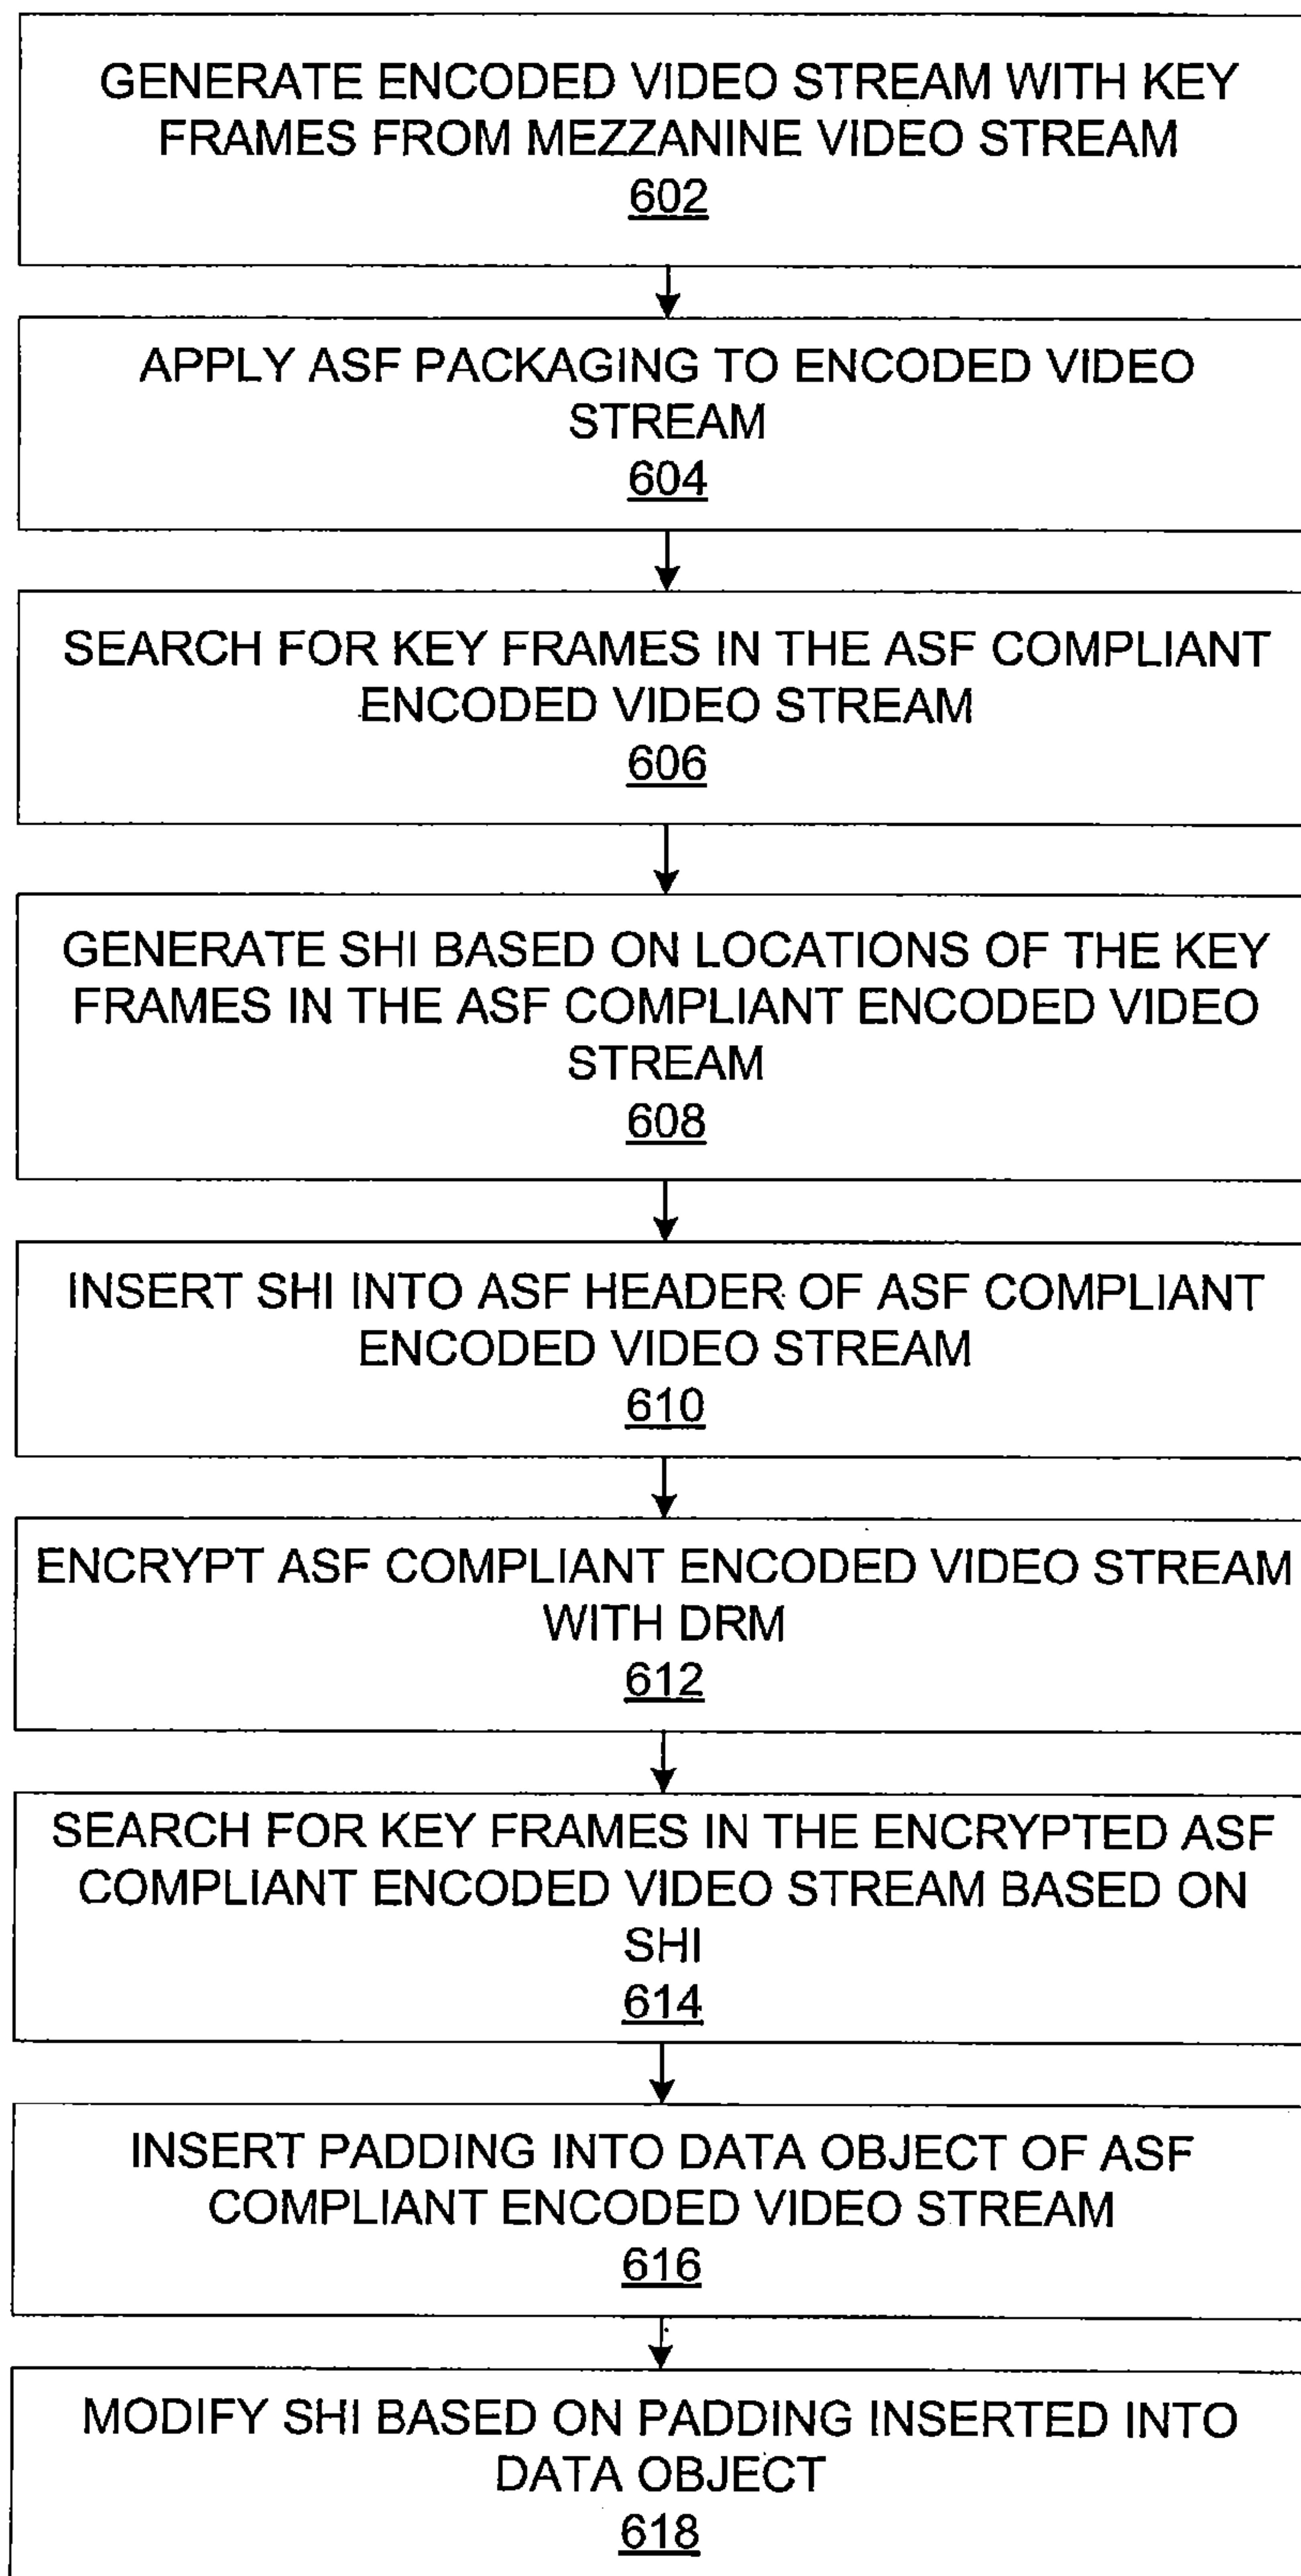 GENERATE ENCODED VIDEO STREAM WITH KEY
FRAMES FROM MEZZANINE VIDEO STREAM
602
APPLY ASF PACKAGING TO ENCODED VIDEO
STREAM
604
SEARCH FOR KEY FRAMES IN THE ASF COMPLIANT
ENCODED VIDEO STREAM
606
GENERATE SHI BASED ON LOCATIONS OF THE KEY
FRAMES IN THE ASF COMPLIANT ENCODED VIDEO
STREAM
608
INSERT SHI INTO ASF HEADER OF ASF COMPLIANT
ENCODED VIDEO STREAM
610
ENCRYPT ASF COMPLIANT ENCODED VIDEO STREAM
WITH DRM
612
SEARCH FOR KEY FRAMES IN THE ENCRYPTED ASF
COMPLIANT ENCODED VIDEO STREAM BASED ON
SHI
614
INSERT PADDING INTO DATA OBJECT OF ASF
COMPLIANT ENCODED VIDEO STREAM
616
MODIFY SHI BASED ON PADDING INSERTED INTO
DATA OBJECT
618